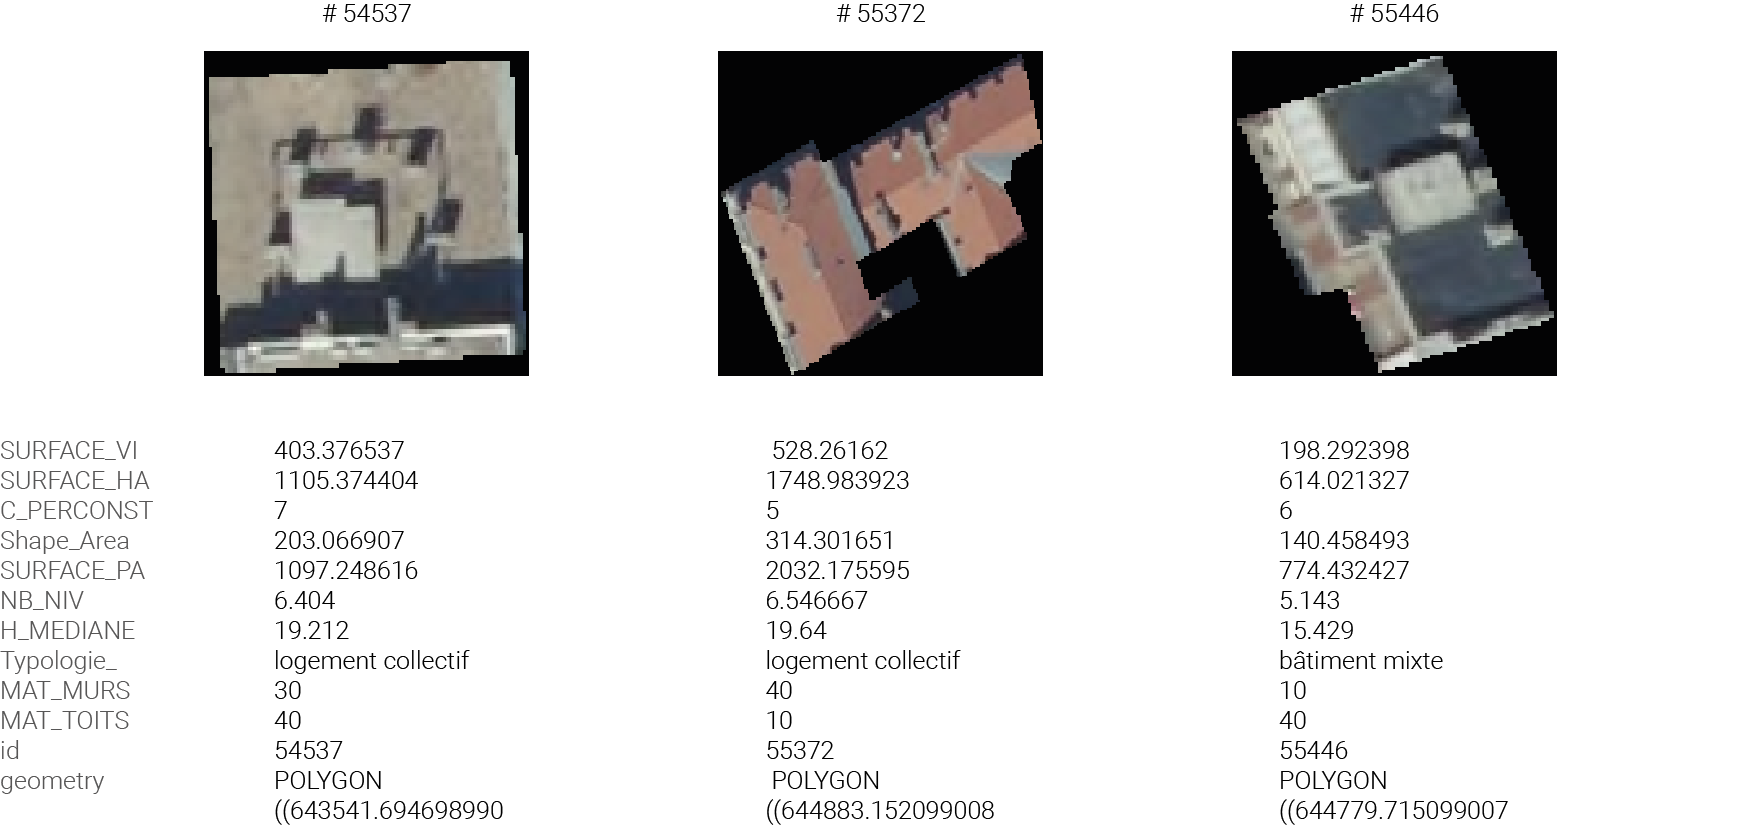 # 54537 # 55372 # 55446
SURFACE_VI 403.376537 528.26162 198.292398
SURFACE_HA 1105.374404 1748.983923 614.021327
C_PERCONST 7 5 6
Shape_Area 203.066907 314.301651 140.458493
SURFACE_PA 1097.248616 2032.175595 774.432427
NB_NIV 6.404 6.546667 5.143
H_MEDIANE 19.212 19.64 15.429
Typologie_ logement collectif logement collectif bâtiment mixte
MAT_MURS 30 40 10
MAT_TOITS 40 10 40
id 54537 55372 55446
geometry POLYGON POLYGON POLYGON
((643541.694698990 ((644883.152099008 ((644779.715099007